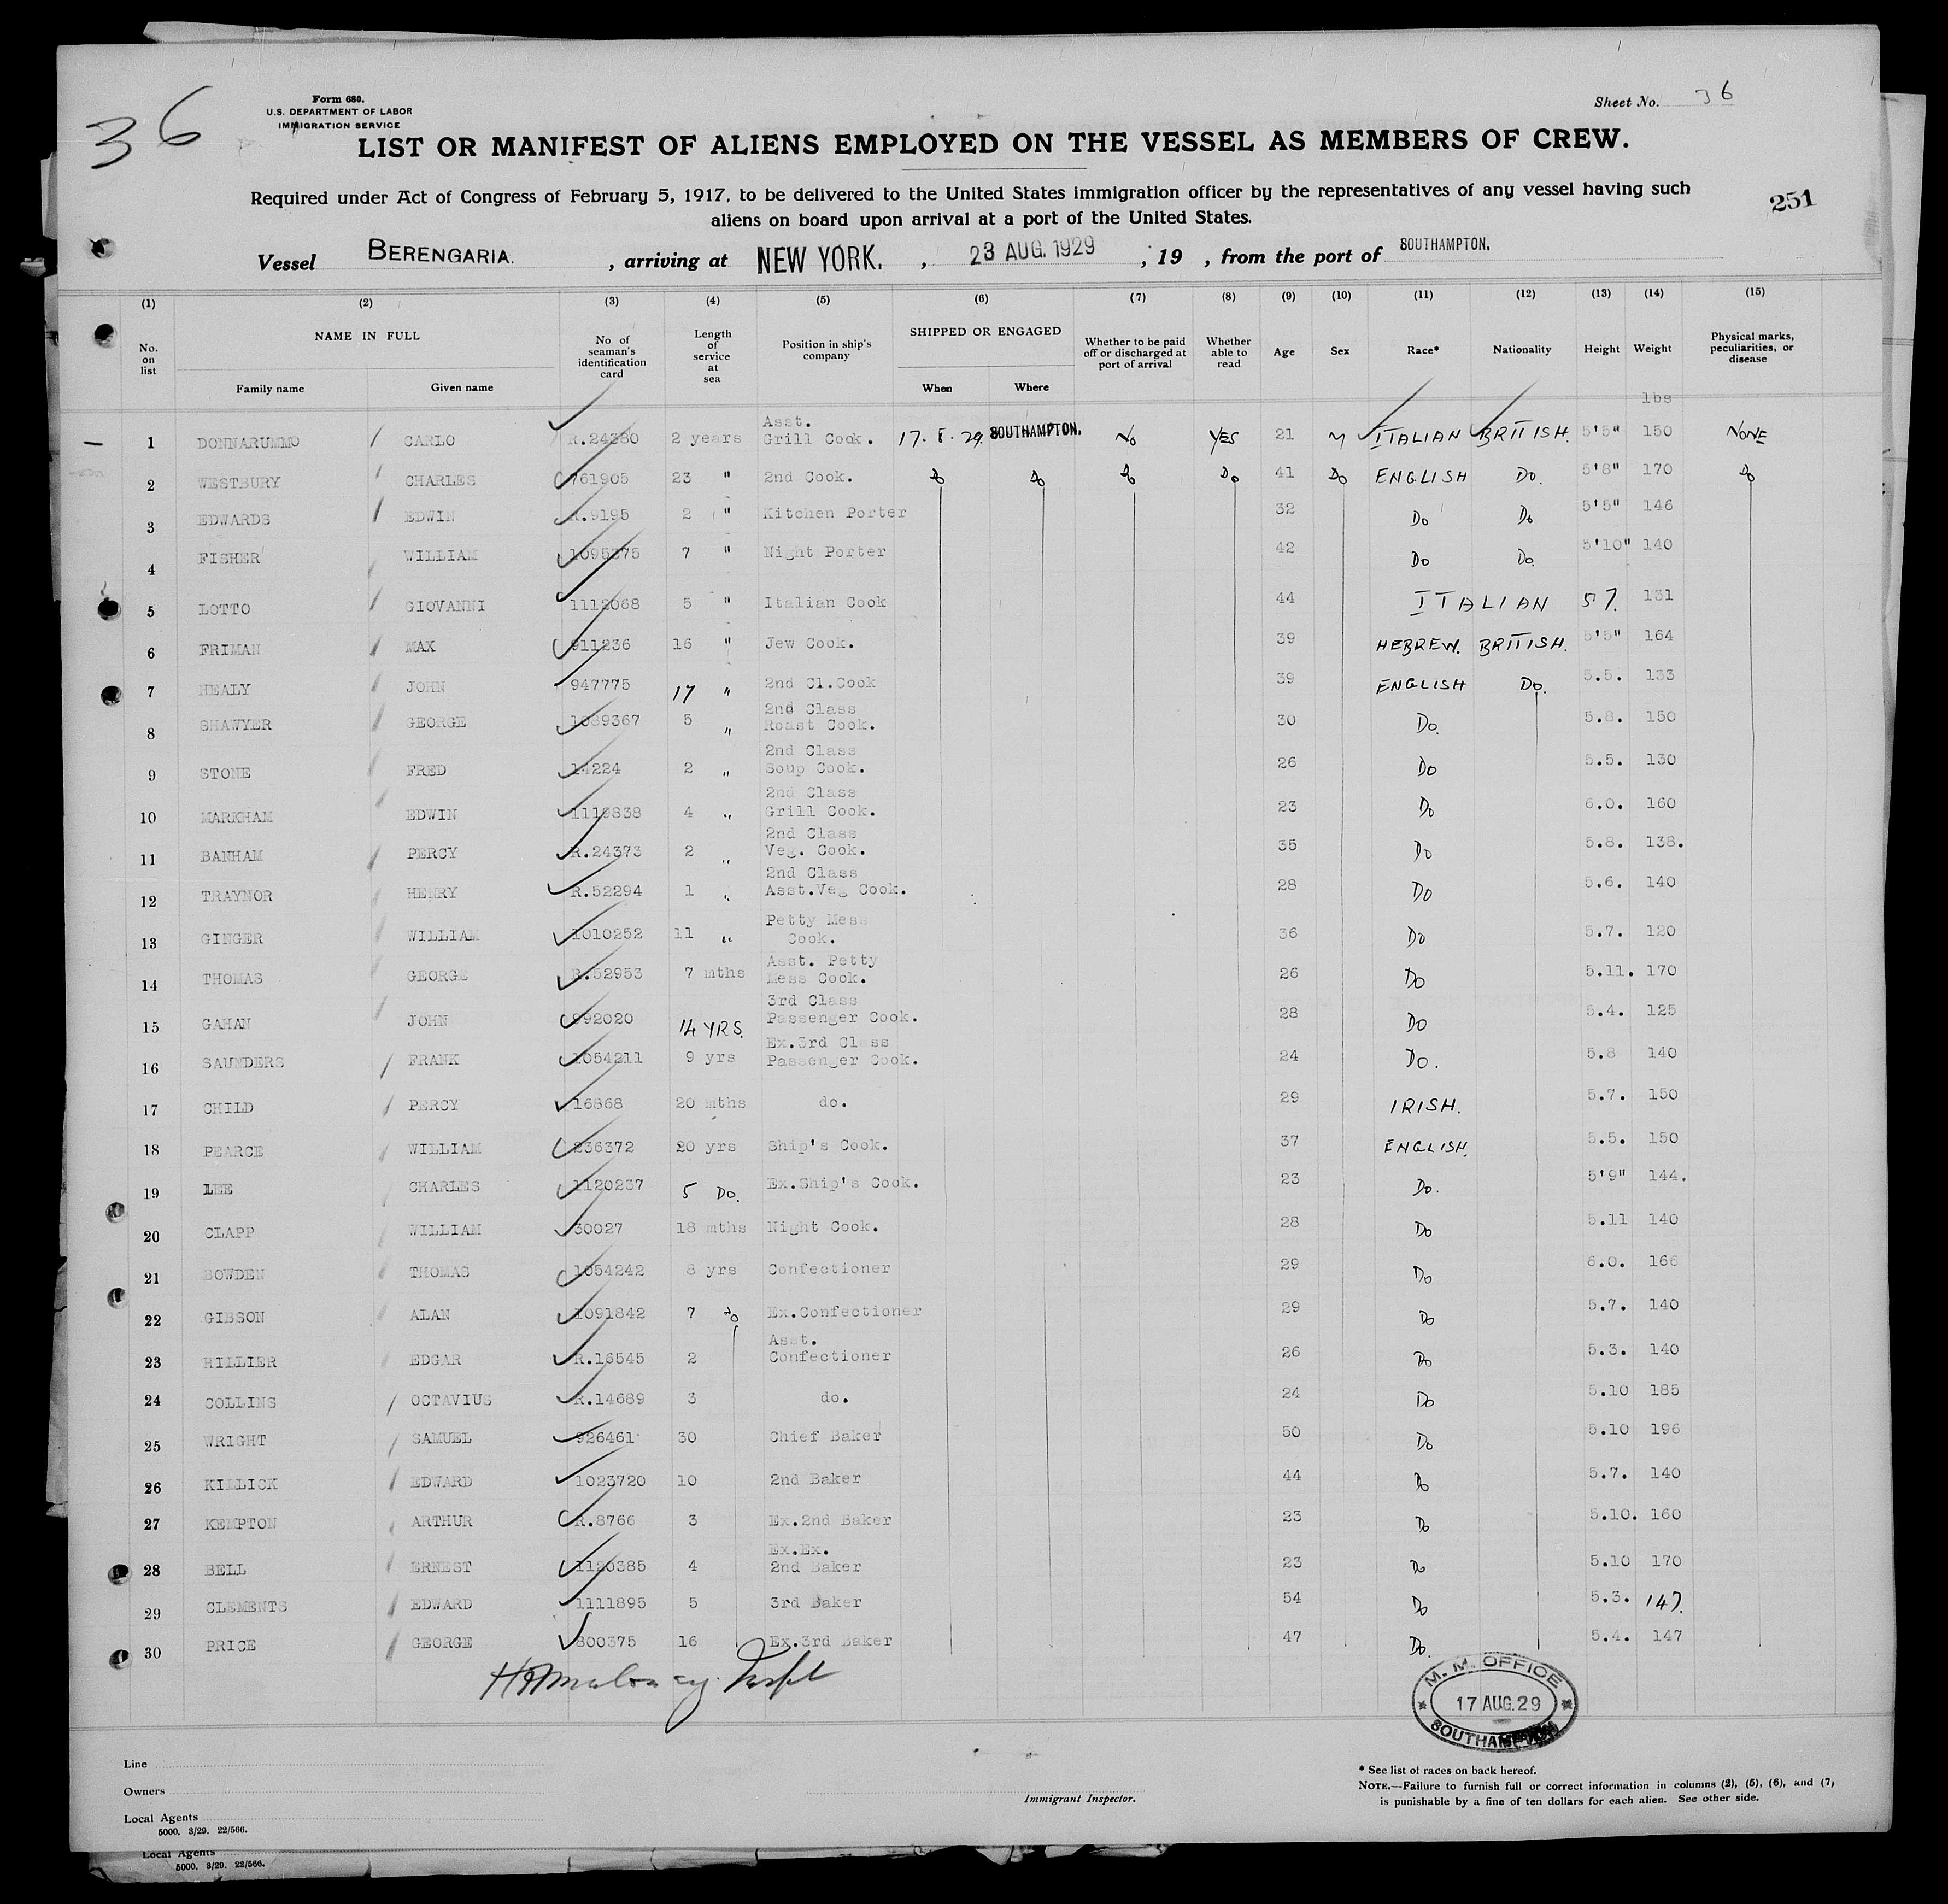 36
Form 680.
U.S. DEPARTMENT OF LABOR
IMMIGRATION SERVICE
Sheet No. 36
LIST OR MANIFEST OF ALIENS EMPLOYED ON THE VESSEL AS MEMBERS OF CREW.
Required under Act of Congress of February 5, 1917, to be delivered to the United States immigration officer by the representatives of any vessel having such
aliens on board upon arrival at a port of the United States.
251
Vessel BERENGARIA. , arriving at NEW YORK. , 23 AUG. 1929 , 19 , from the port of SOUTHAMPTON.
(1) (2) (3) (4) (5) (6) (7) (8) (9) (10) (11) (12) (13) (14) (15)
No. on list NAME IN FULL Family name Given name No of seaman's identification card Length of service at sea Position in ship's company SHIPPED OR ENGAGED When Where Whether to be paid off or discharged at port of arrival Whether able to read Age Sex Race* Nationality Height Weight Physical marks, peculiarities, or disease
lbs
1 DONNARUMMO CARLO R.24380 2 years Asst. Grill Cook. 17.8.29 SOUTHAMPTON. No YES 21 M ITALIAN BRITISH. 5'5" 150 NONE
2 WESTBURY CHARLES 761905 23 " 2nd Cook. Do Do Do Do 41 Do ENGLISH Do. 5'8" 170 Do
3 EDWARDS EDWIN R.9195 2 " Kitchen Porter 32 Do Do 5'5" 146
4 FISHER WILLIAM 1095375 7 " Night Porter 42 Do Do. 5'10" 140
5 LOTTO GIOVANNI 1112068 5 " Italian Cook 44 ITALIAN 5 7. 131
6 FRIMAN MAX 911236 16 " Jew Cook. 39 HEBREW. BRITISH. 5'5" 164
7 HEALY JOHN 947775 17 " 2nd Cl.Cook 39 ENGLISH Do. 5.5. 133
8 SHAWYER GEORGE 1089367 5 " 2nd Class Roast Cook. 30 Do. 5.8. 150
9 STONE FRED 14224 2 " 2nd Class Soup Cook. 26 Do 5.5. 130
10 MARKHAM EDWIN 1119838 4 " 2nd Class Grill Cook. 23 Do 6.0. 160
11 BANHAM PERCY R.24373 2 " 2nd Class Veg. Cook. 35 Do 5.8. 138.
12 TRAYNOR HENRY R.52294 1 " 2nd Class Asst.Veg Cook. 28 Do 5.6. 140
13 GINGER WILLIAM 1010252 11 " Petty Mess Cook. 36 Do 5.7. 120
14 THOMAS GEORGE R.52953 7 mths Asst. Petty Mess Cook. 26 Do 5.11. 170
15 GAHAN JOHN 992020 14 YRS. 3rd Class Passenger Cook. 28 Do 5.4. 125
16 SAUNDERS FRANK 1054211 9 yrs Ex.3rd Class Passenger Cook. 24 Do. 5.8 140
17 CHILD PERCY 16868 20 mths do. 29 IRISH. 5.7. 150
18 PEARCE WILLIAM 836372 20 yrs Ship's Cook. 37 ENGLISH. 5.5. 150
19 LEE CHARLES 1120237 5 Do. Ex.Ship's Cook. 23 Do. 5'9" 144.
20 CLAPP WILLIAM 30027 18 mths Night Cook. 28 Do 5.11 140
21 BOWDEN THOMAS 1054242 8 yrs Confectioner 29 Do 6.0. 166
22 GIBSON ALAN 1091842 7 do Ex.Confectioner 29 Do 5.7. 140
23 HILLIER EDGAR R.16545 2 Asst. Confectioner 26 Do 5.3. 140
24 COLLINS OCTAVIUS R.14689 3 do. 24 Do 5.10 185
25 WRIGHT SAMUEL 926461 30 Chief Baker 50 Do 5.10 196
26 KILLICK EDWARD 1023720 10 2nd Baker 44 Do 5.7. 140
27 KEMPTON ARTHUR R.8766 3 Ex.2nd Baker 23 Do 5.10. 160
28 BELL ERNEST 1120385 4 Ex.Ex. 2nd Baker 23 Do 5.10 170
29 CLEMENTS EDWARD 1111895 5 3rd Baker 54 Do 5.3. 147.
30 PRICE GEORGE 800375 16 Ex.3rd Baker 47 Do. 5.4. 147
M. M. OFFICE
17 AUG. 29
SOUTHAMPTON
Line
Owners
Local Agents
5000. 3/29. 22/566.
Immigrant Inspector.
* See list of races on back hereof.
NOTE.—Failure to furnish full or correct information in columns (2), (5), (6), and (7,
is punishable by a fine of ten dollars for each alien. See other side.
Local Agents
5000. 3/29. 22/566.